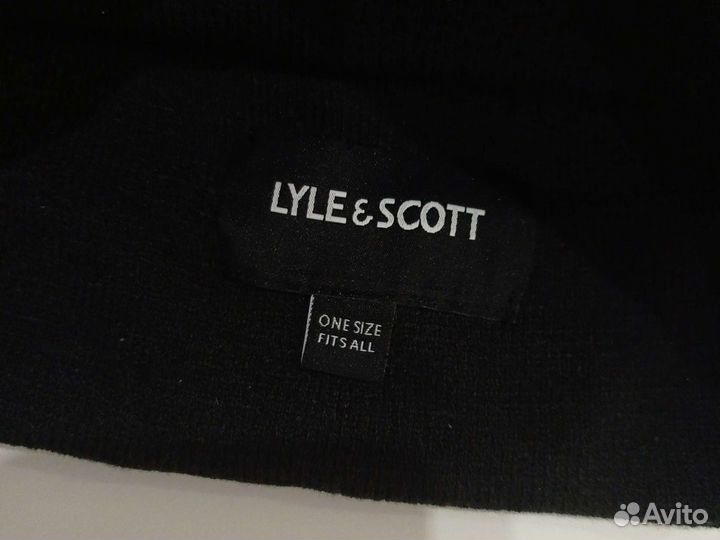 LYLE & SCOTT
ONE SIZE
FITS ALL
Avito